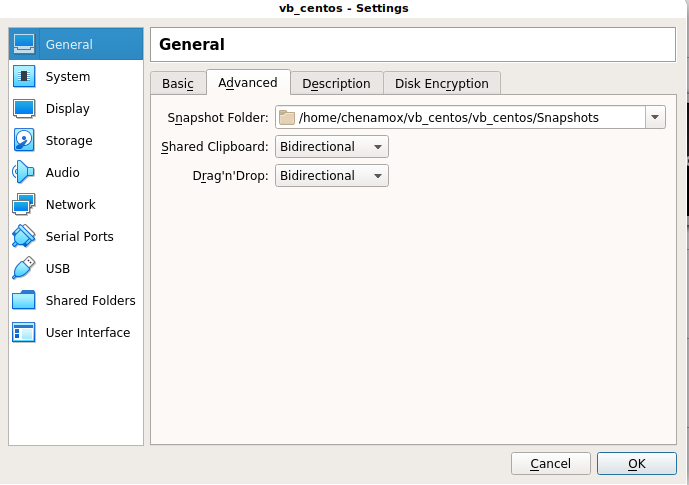 vb_centos - Settings
General
System
Display
Storage
Audio
Network
Serial Ports
USB
Shared Folders
User Interface
General
Basic Advanced Description Disk Encryption
Snapshot Folder: /home/chenamox/vb_centos/vb_centos/Snapshots
Shared Clipboard: Bidirectional
Drag'n'Drop: Bidirectional
Cancel OK